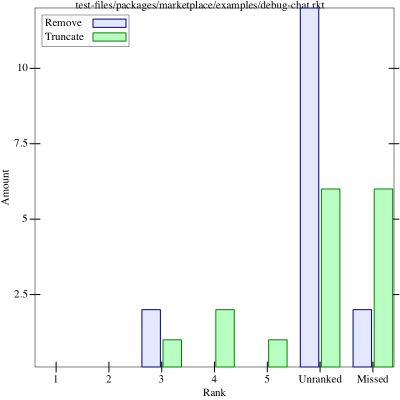 test-files/packages/marketplace/examples/debug-chat.rkt
Remove
Truncate
10
7.5
5
2.5
Amount
1 2 3 4 5 Unranked Missed
Rank